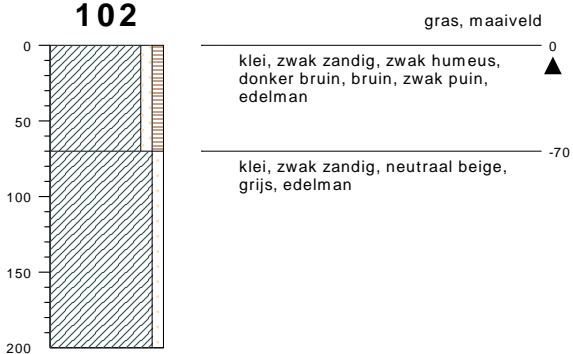 102
gras, maaiveld
0
0
klei, zwak zandig, zwak humeus,
donker bruin, bruin, zwak puin,
edelman
50
-70
klei, zwak zandig, neutraal beige,
grijs, edelman
100
150
200